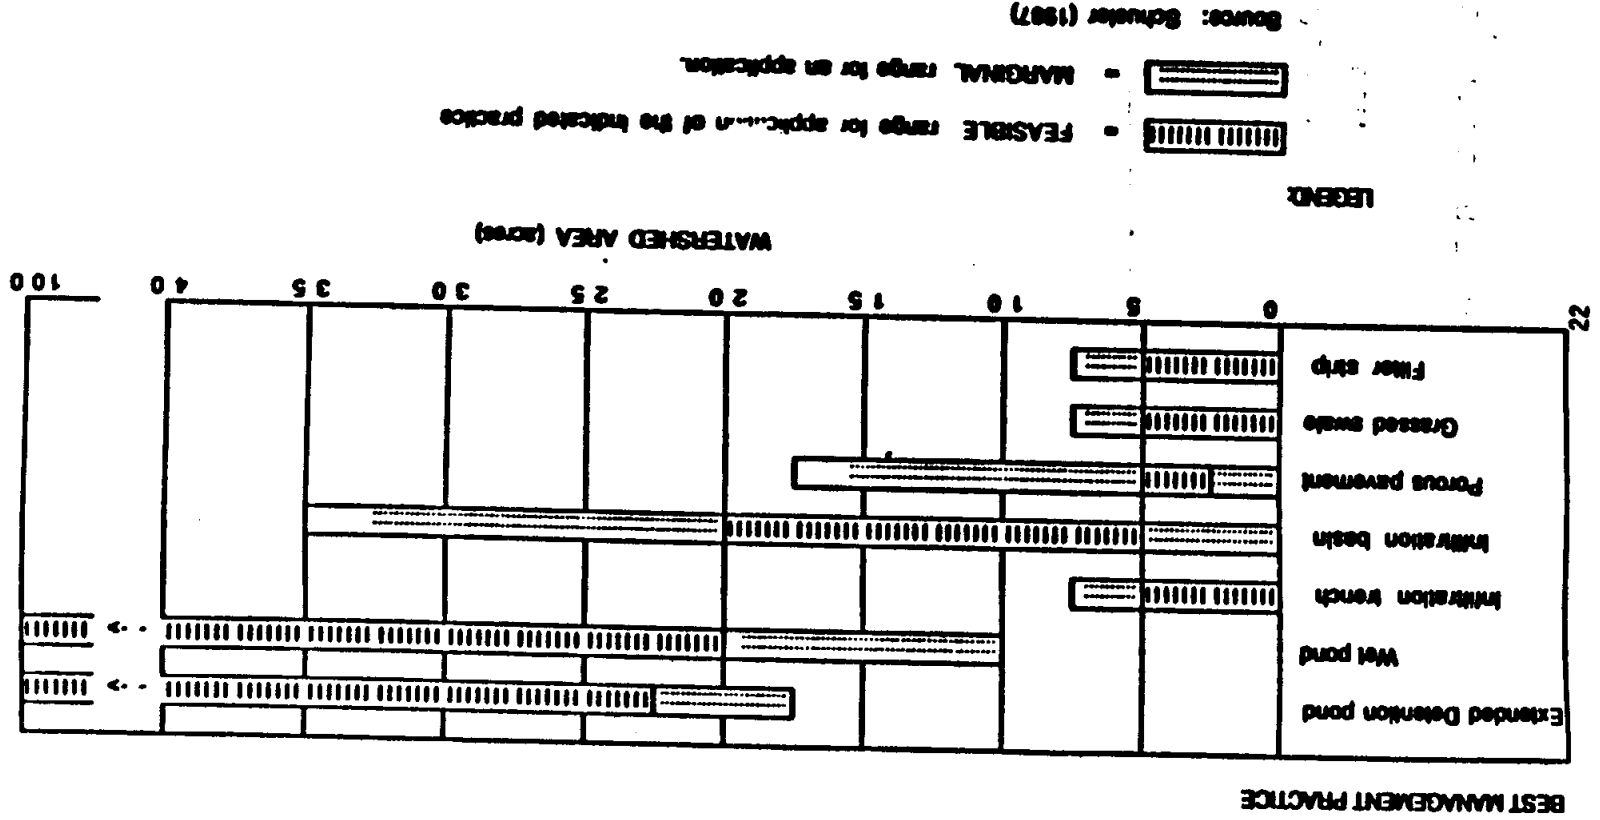 BEST MANAGEMENT PRACTICE
Extended Detention pond
Wet pond
Infiltration trench
Infiltration basin
Porous pavement
Grassed swale
Filter strip
0 5 10 15 20 25 30 35 40 100
WATERSHED AREA (acres)
LEGEND:
= FEASIBLE range for of the indicated practice
= MARGINAL range for an application.
Source: Schueler (1987)
22